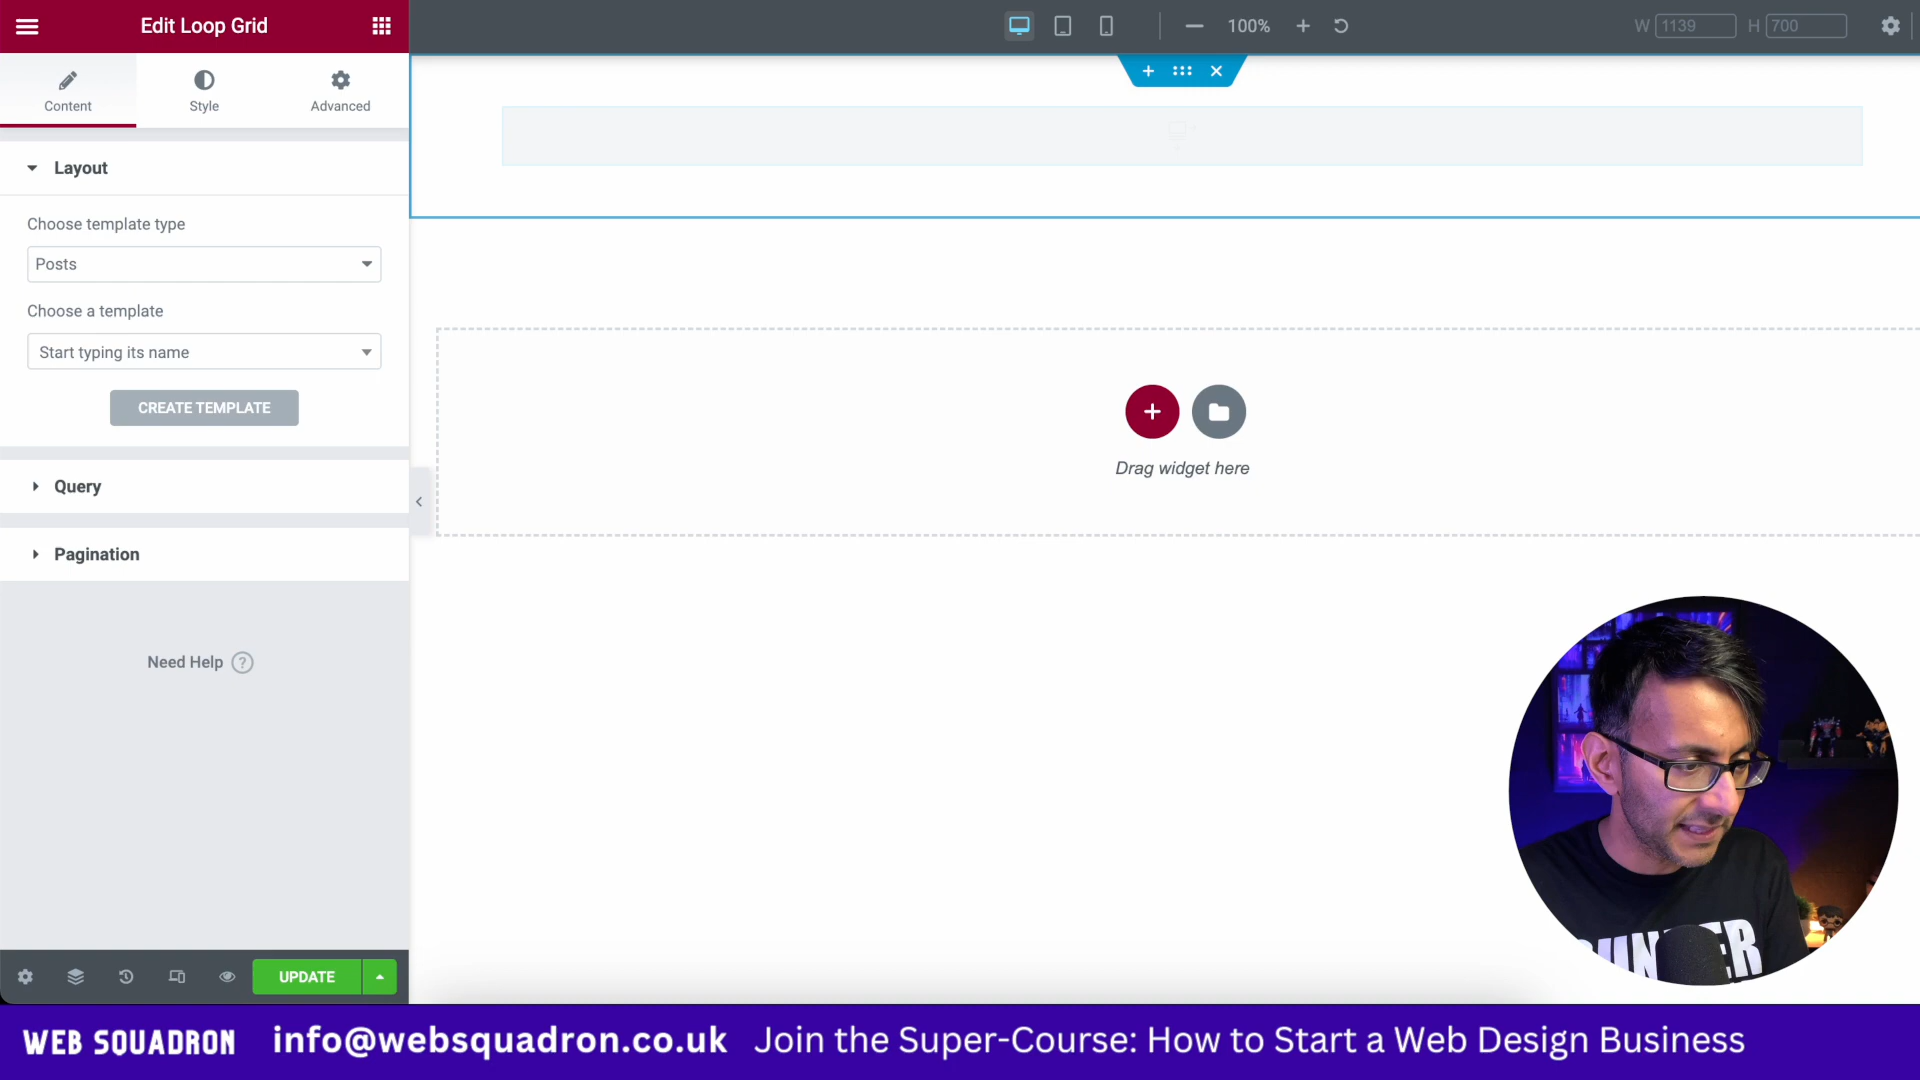 Edit Loop Grid
100%
W 1139 H 700
Content
Style
Advanced
Layout
Choose template type
Posts
Choose a template
Start typing its name
CREATE TEMPLATE
Drag widget here
Query
Pagination
Need Help ?
UPDATE
WEB SQUADRON info@websquadron.co.uk Join the Super-Course: How to Start a Web Design Business